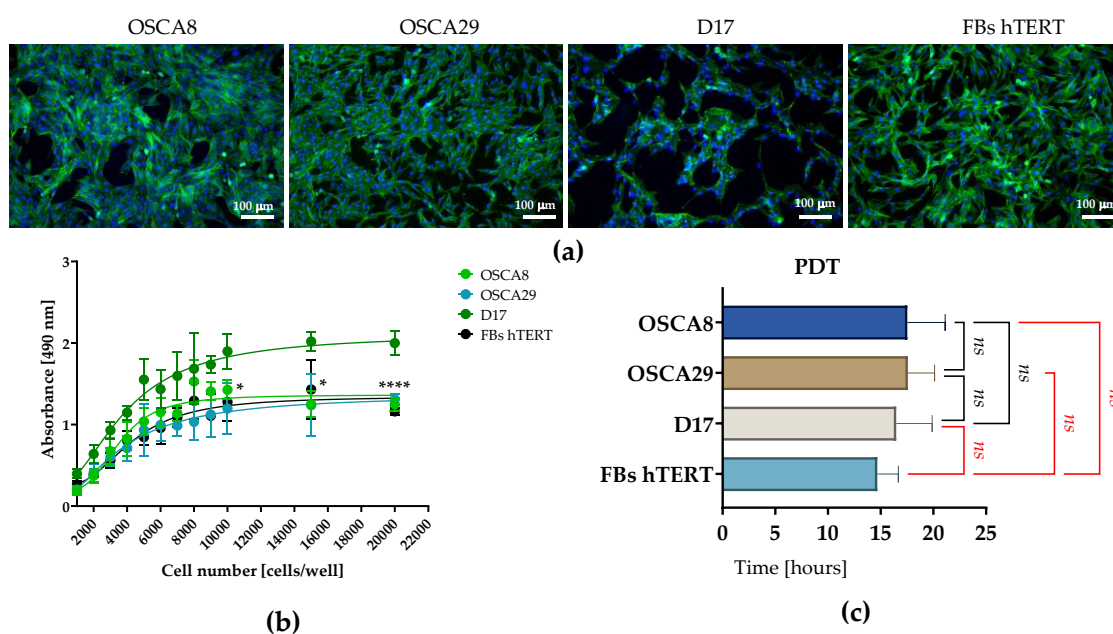 OSCA8 OSCA29 D17 FBs hTERT
100 μm 100 μm 100 μm 100 μm
(a)
3
2
1
0
Absorbance [490 nm]
OSCA8
OSCA29
D17
FBs hTERT
* * ****
2000 4000 6000 8000 10000 12000 14000 16000 18000 20000 22000
Cell number [cells/well]
(b)
PDT
OSCA8
OSCA29
D17
FBs hTERT
ns
ns
ns
ns
ns
ns
0 5 10 15 20 25
Time [hours]
(c)